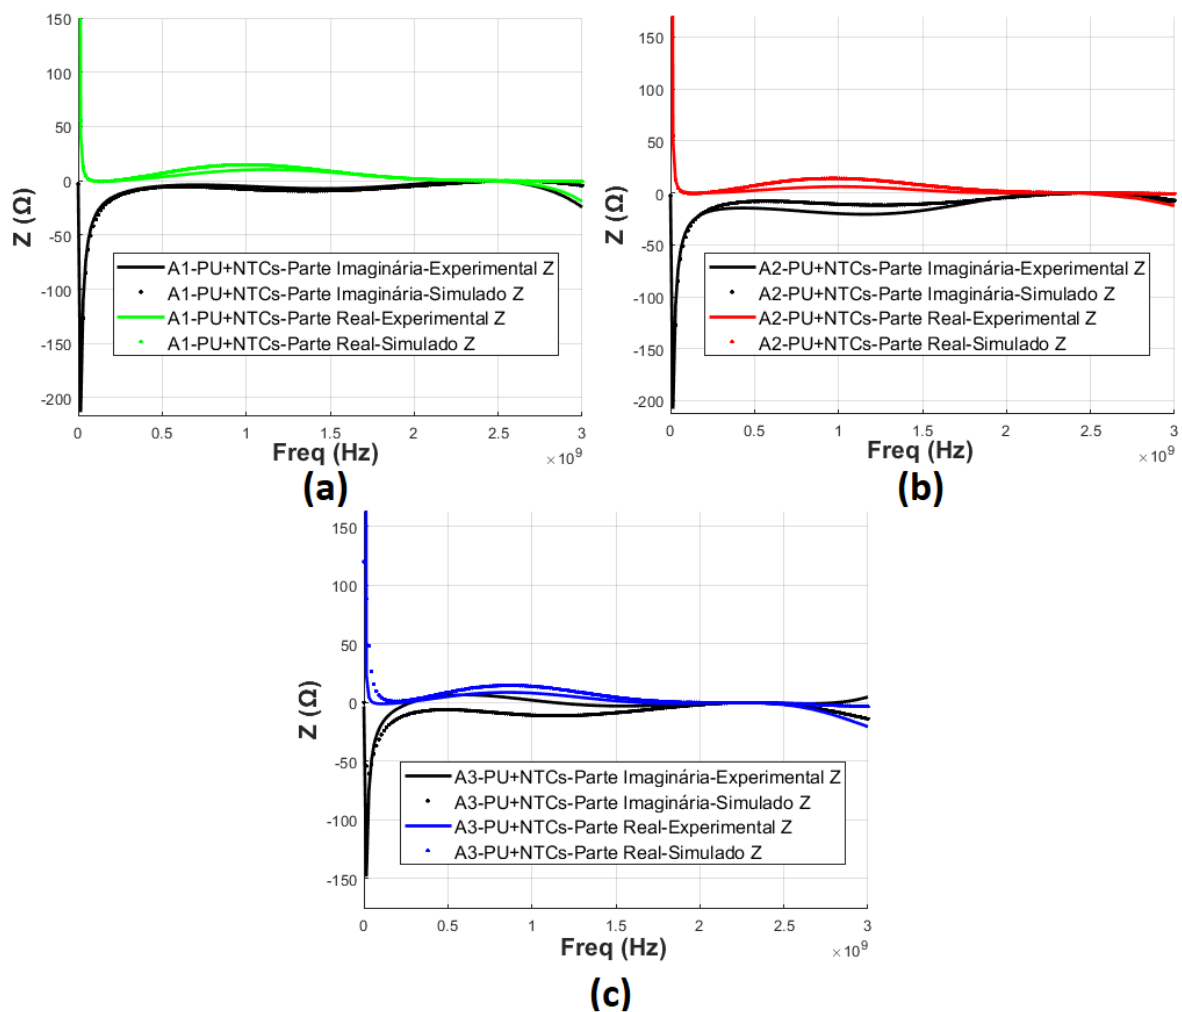 150
100
50
0
-50
-100
-150
-200
Z (Ω)
A1-PU+NTCs-Parte Imaginária-Experimental Z
A1-PU+NTCs-Parte Imaginária-Simulado Z
A1-PU+NTCs-Parte Real-Experimental Z
A1-PU+NTCs-Parte Real-Simulado Z
0 0.5 1 1.5 2 2.5 3
Freq (Hz)
×10⁹
(a)
150
100
50
0
-50
-100
-150
-200
Z (Ω)
A2-PU+NTCs-Parte Imaginária-Experimental Z
A2-PU+NTCs-Parte Imaginária-Simulado Z
A2-PU+NTCs-Parte Real-Experimental Z
A2-PU+NTCs-Parte Real-Simulado Z
0 0.5 1 1.5 2 2.5 3
Freq (Hz)
×10⁹
(b)
150
100
50
0
-50
-100
-150
Z (Ω)
A3-PU+NTCs-Parte Imaginária-Experimental Z
A3-PU+NTCs-Parte Imaginária-Simulado Z
A3-PU+NTCs-Parte Real-Experimental Z
A3-PU+NTCs-Parte Real-Simulado Z
0 0.5 1 1.5 2 2.5 3
Freq (Hz)
×10⁹
(c)